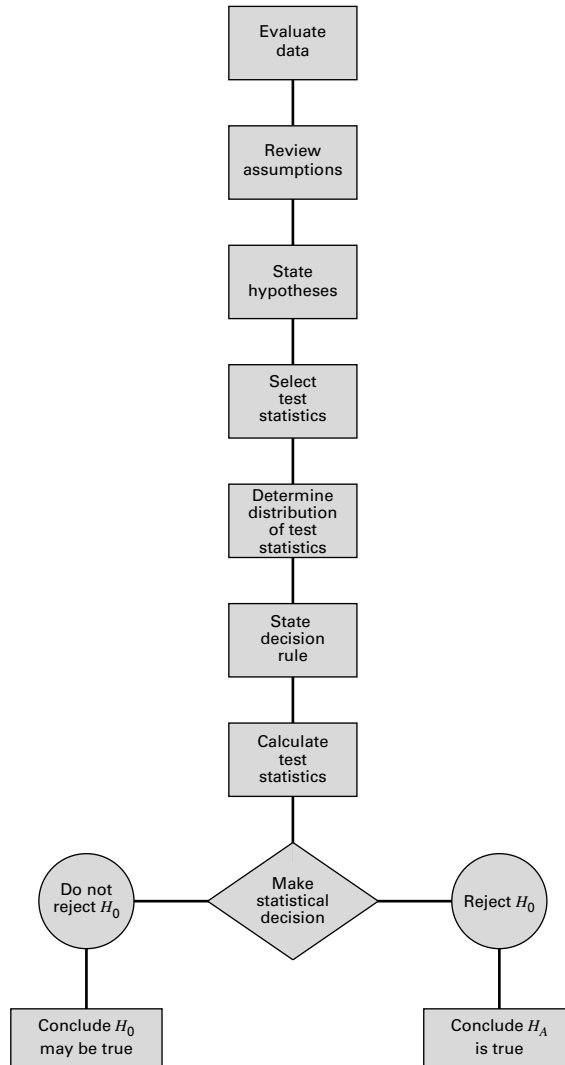 Evaluate
data
Review
assumptions
State
hypotheses
Select
test
statistics
Determine
distribution
of test
statistics
State
decision
rule
Calculate
test
statistics
Make
statistical
decision
Do not
reject H₀
Reject H₀
Conclude H₀
may be true
Conclude H_A
is true